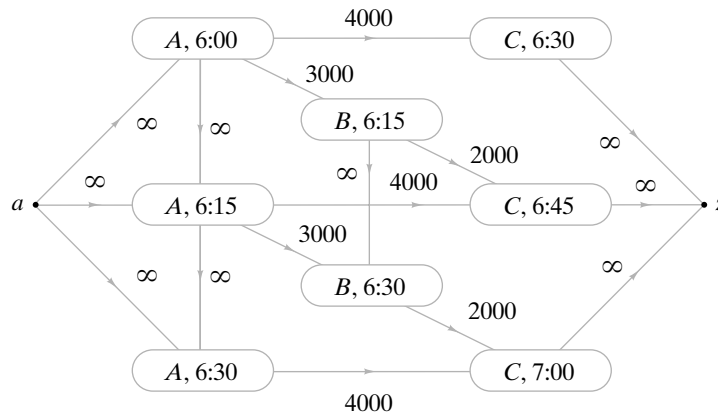 4000
A, 6:00
C, 6:30
3000
∞
∞
B, 6:15
∞
2000
∞
∞
∞
4000
∞
a
A, 6:15
C, 6:45
z
3000
∞
∞
B, 6:30
∞
2000
A, 6:30
C, 7:00
4000